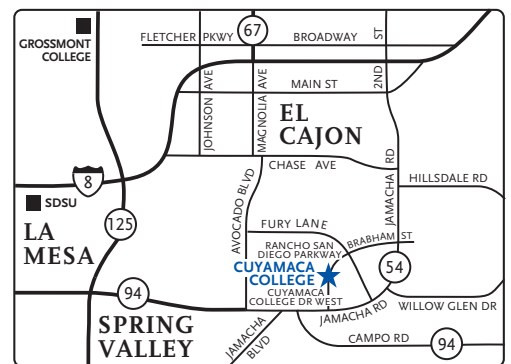 GROSSMONT
COLLEGE
FLETCHER PKWY
67
BROADWAY
2ND ST
JOHNSON AVE
MAGNOLIA AVE
MAIN ST
EL
CAJON
CHASE AVE
JAMACHA RD
HILLSDALE RD
8
SDSU
LA
MESA
125
AVOCADO BLVD
FURY LANE
RANCHO SAN
DIEGO PARKWAY
BRABHAM ST
CUYAMACA
COLLEGE
CUYAMACA
COLLEGE DR WEST
54
94
JAMACHA RD
WILLOW GLEN DR
SPRING
VALLEY
JAMACHA
BLVD
CAMPO RD
94